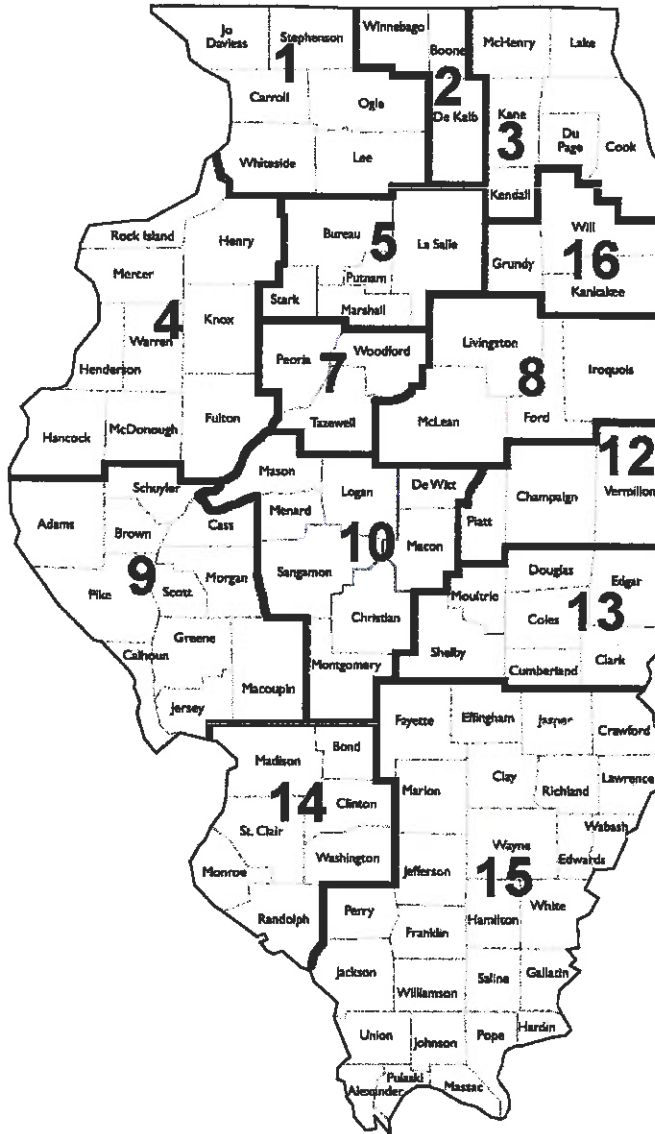 Jo
Daviess
Stephenson
1
Carroll
Ogle
Whiteside
Lee
Winnebago
Boone
2
De Kalb
McHenry
Lake
Kane
3
Du
Page
Cook
Kendall
Rock Island
Henry
Mercer
Knox
4
Warren
Henderson
Hancock
McDonough
Fulton
Bureau
5
La Salle
Putnam
Stark
Marshall
Will
16
Grundy
Kankakee
Peoria
7
Woodford
Tazewell
Livingston
8
Iroquois
McLean
Ford
Schuyler
Adams
Brown
Cass
9
Pike
Scott
Morgan
Greene
Calhoun
Jersey
Macoupin
Mason
Logan
De Witt
Menard
10
Macon
Sangamon
Christian
Montgomery
12
Champaign
Vermilion
Piatt
Douglas
Edgar
Moultrie
13
Coles
Shelby
Cumberland
Clark
Madison
Bond
14
Clinton
St. Clair
Washington
Monroe
Randolph
Fayette
Effingham
Jasper
Crawford
Clay
Marion
Richland
Lawrence
Wayne
Wabash
Edwards
15
Jefferson
Perry
Hamilton
White
Franklin
Jackson
Williamson
Saline
Gallatin
Union
Johnson
Pope
Hardin
Alexander
Pulaski
Massac